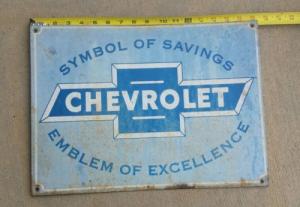 SYMBOL OF SAVINGS
CHEVROLET
EMBLEM OF EXCELLENCE